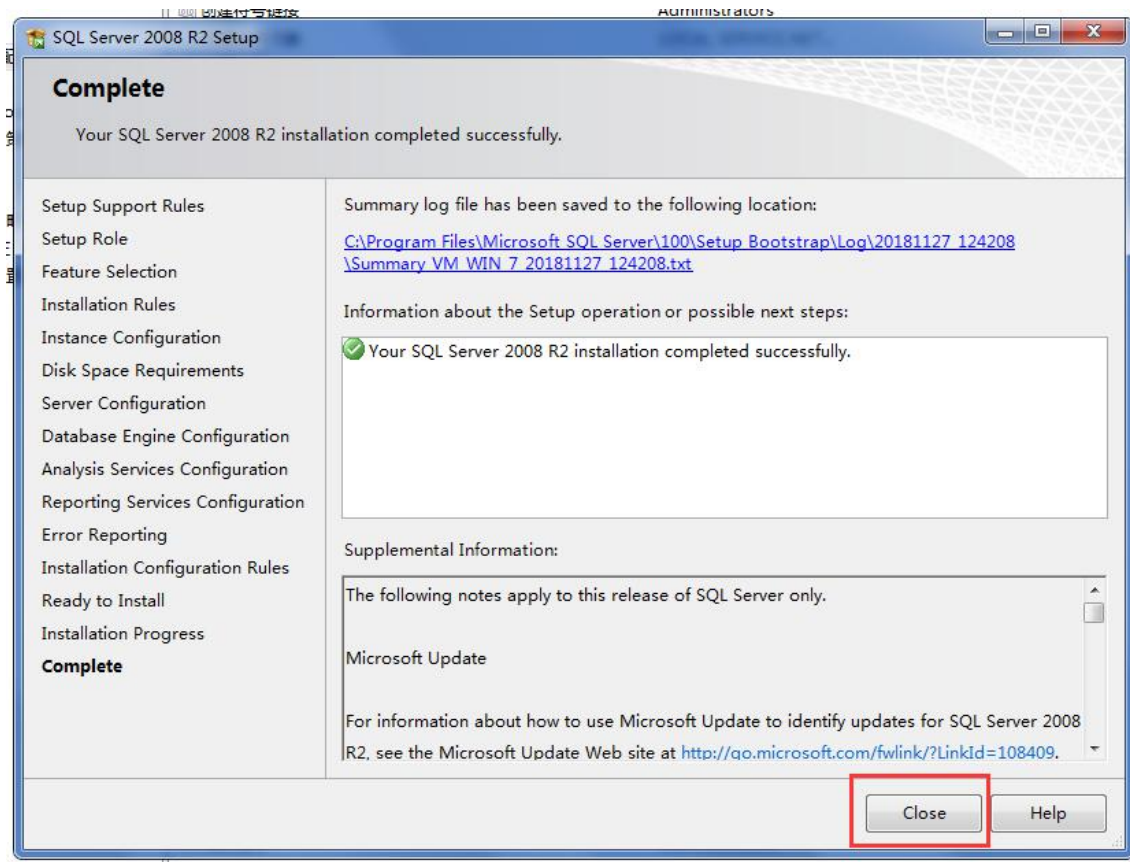 创建符号链接
Administrators
SQL Server 2008 R2 Setup
Complete
Your SQL Server 2008 R2 installation completed successfully.
Setup Support Rules
Setup Role
Feature Selection
Installation Rules
Instance Configuration
Disk Space Requirements
Server Configuration
Database Engine Configuration
Analysis Services Configuration
Reporting Services Configuration
Error Reporting
Installation Configuration Rules
Ready to Install
Installation Progress
Complete
Summary log file has been saved to the following location:
C:\Program Files\Microsoft SQL Server\100\Setup Bootstrap\Log\20181127_124208
\Summary_VM_WIN_7_20181127_124208.txt
Information about the Setup operation or possible next steps:
Your SQL Server 2008 R2 installation completed successfully.
Supplemental Information:
The following notes apply to this release of SQL Server only.
Microsoft Update
For information about how to use Microsoft Update to identify updates for SQL Server 2008
R2, see the Microsoft Update Web site at http://go.microsoft.com/fwlink/?LinkId=108409.
Close
Help